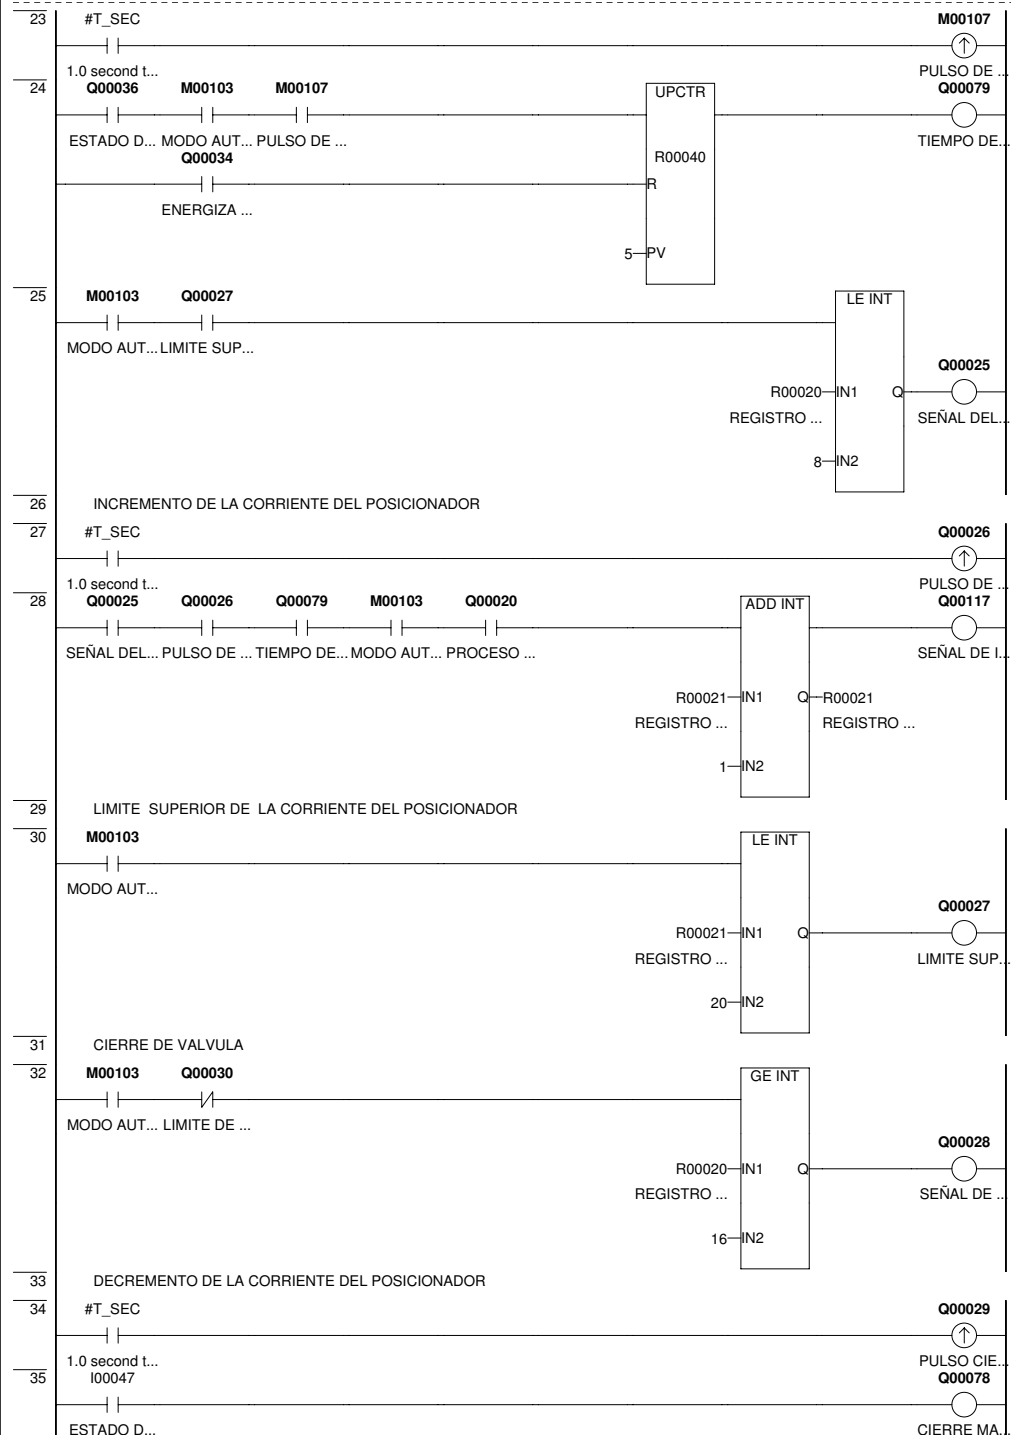 23 #T_SEC M00107
1.0 second t... PULSO DE ...
24 Q00036 M00103 M00107 UPCTR Q00079
ESTADO D... MODO AUT... PULSO DE ... TIEMPO DE...
Q00034 R00040
R
ENERGIZA ...
5 PV
25 M00103 Q00027 LE INT
MODO AUT... LIMITE SUP...
Q00025
R00020 IN1 Q
REGISTRO ... SEÑAL DEL...
8 IN2
26 INCREMENTO DE LA CORRIENTE DEL POSICIONADOR
27 #T_SEC Q00026
1.0 second t... PULSO DE ...
28 Q00025 Q00026 Q00079 M00103 Q00020 ADD INT Q00117
SEÑAL DEL... PULSO DE ... TIEMPO DE... MODO AUT... PROCESO ... SEÑAL DE I...
R00021 IN1 Q R00021
REGISTRO ... REGISTRO ...
1 IN2
29 LIMITE SUPERIOR DE LA CORRIENTE DEL POSICIONADOR
30 M00103 LE INT
MODO AUT...
Q00027
R00021 IN1 Q
REGISTRO ... LIMITE SUP...
20 IN2
31 CIERRE DE VALVULA
32 M00103 Q00030 GE INT
MODO AUT... LIMITE DE ...
Q00028
R00020 IN1 Q
REGISTRO ... SEÑAL DE ...
16 IN2
33 DECREMENTO DE LA CORRIENTE DEL POSICIONADOR
34 #T_SEC Q00029
1.0 second t... PULSO CIE...
35 I00047 Q00078
ESTADO D... CIERRE MA...